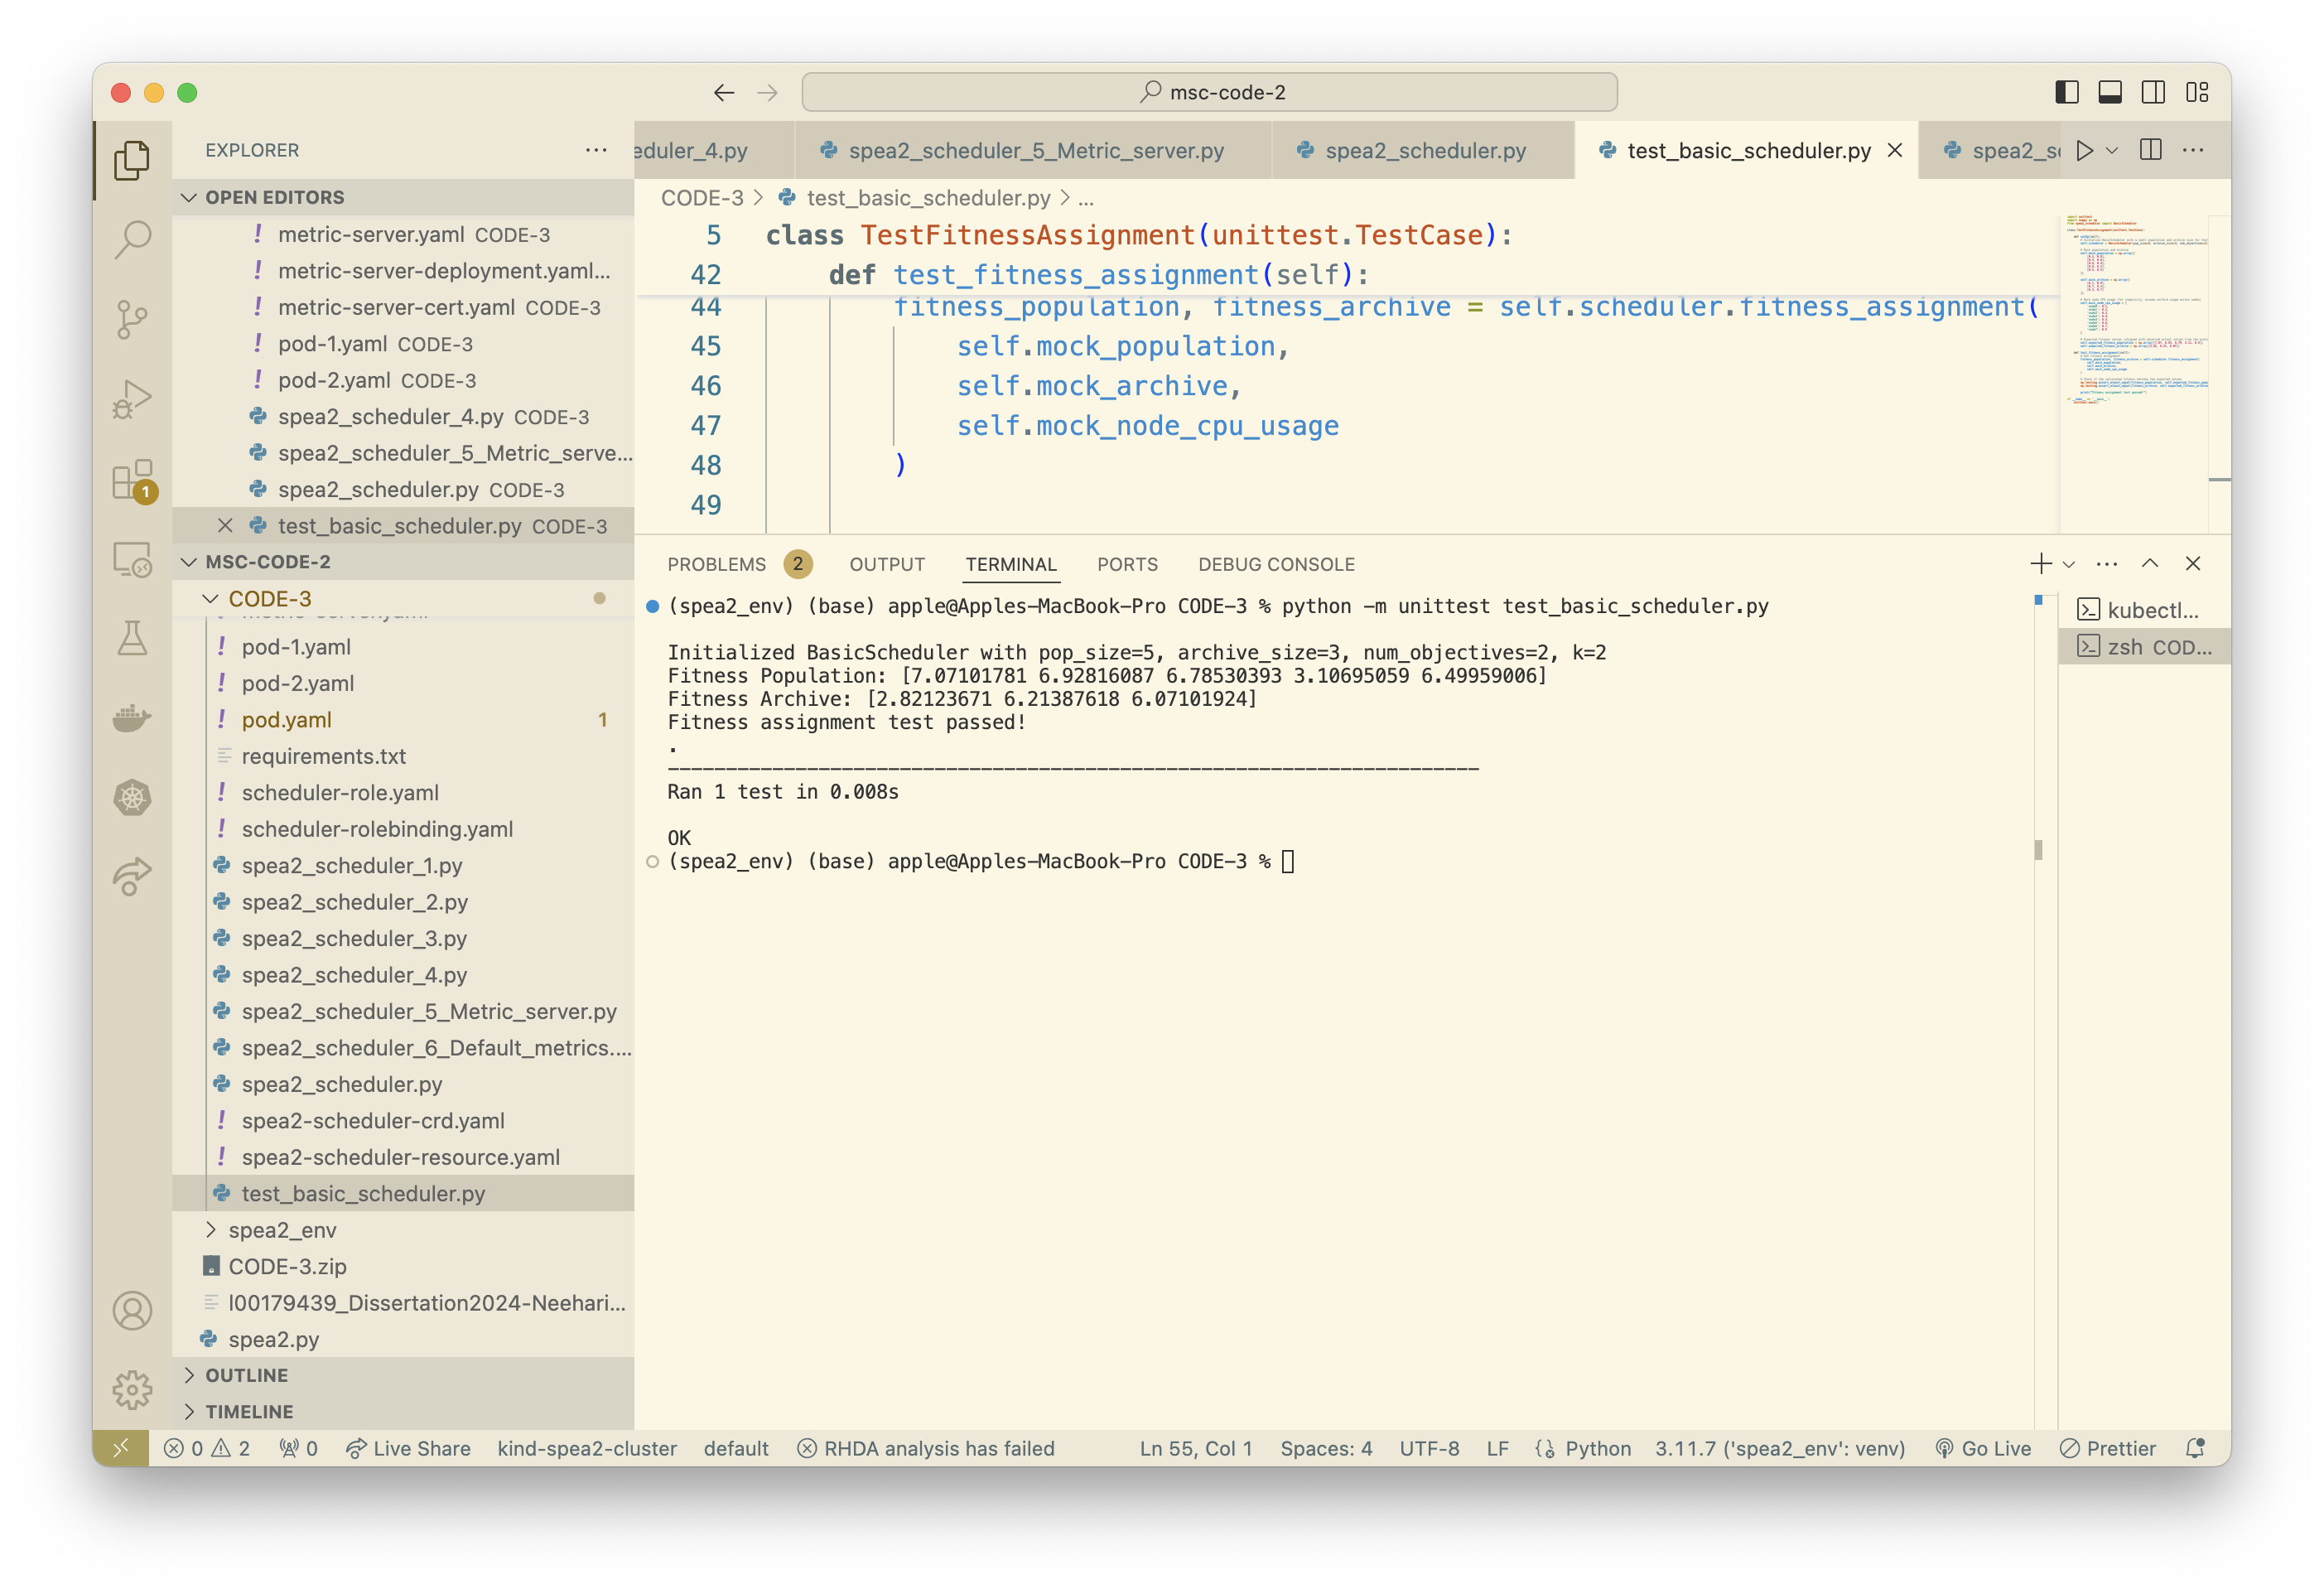 msc-code-2
EXPLORER
OPEN EDITORS
! metric-server.yaml CODE-3
! metric-server-deployment.yaml...
! metric-server-cert.yaml CODE-3
! pod-1.yaml CODE-3
! pod-2.yaml CODE-3
spea2_scheduler_4.py CODE-3
spea2_scheduler_5_Metric_serve...
spea2_scheduler.py CODE-3
test_basic_scheduler.py CODE-3
MSC-CODE-2
CODE-3
! pod-1.yaml
! pod-2.yaml
! pod.yaml 1
requirements.txt
! scheduler-role.yaml
! scheduler-rolebinding.yaml
spea2_scheduler_1.py
spea2_scheduler_2.py
spea2_scheduler_3.py
spea2_scheduler_4.py
spea2_scheduler_5_Metric_server.py
spea2_scheduler_6_Default_metrics....
spea2_scheduler.py
! spea2-scheduler-crd.yaml
! spea2-scheduler-resource.yaml
test_basic_scheduler.py
spea2_env
CODE-3.zip
l00179439_Dissertation2024-Neehari...
spea2.py
OUTLINE
TIMELINE
1
eduler_4.py spea2_scheduler_5_Metric_server.py spea2_scheduler.py test_basic_scheduler.py
CODE-3 > test_basic_scheduler.py > ...
5 class TestFitnessAssignment(unittest.TestCase):
42 def test_fitness_assignment(self):
44 fitness_population, fitness_archive = self.scheduler.fitness_assignment(
45 self.mock_population,
46 self.mock_archive,
47 self.mock_node_cpu_usage
48 )
49
PROBLEMS 2 OUTPUT TERMINAL PORTS DEBUG CONSOLE
(spea2_env) (base) apple@Apples-MacBook-Pro CODE-3 % python -m unittest test_basic_scheduler.py
Initialized BasicScheduler with pop_size=5, archive_size=3, num_objectives=2, k=2
Fitness Population: [7.07101781 6.92816087 6.78530393 3.10695059 6.49959006]
Fitness Archive: [2.82123671 6.21387618 6.07101924]
Fitness assignment test passed!
.
----------------------------------------------------------------------
Ran 1 test in 0.008s
OK
(spea2_env) (base) apple@Apples-MacBook-Pro CODE-3 %
kubectl...
zsh COD...
0 2 0 Live Share kind-spea2-cluster default RHDA analysis has failed Ln 55, Col 1 Spaces: 4 UTF-8 LF Python 3.11.7 ('spea2_env': venv) Go Live Prettier